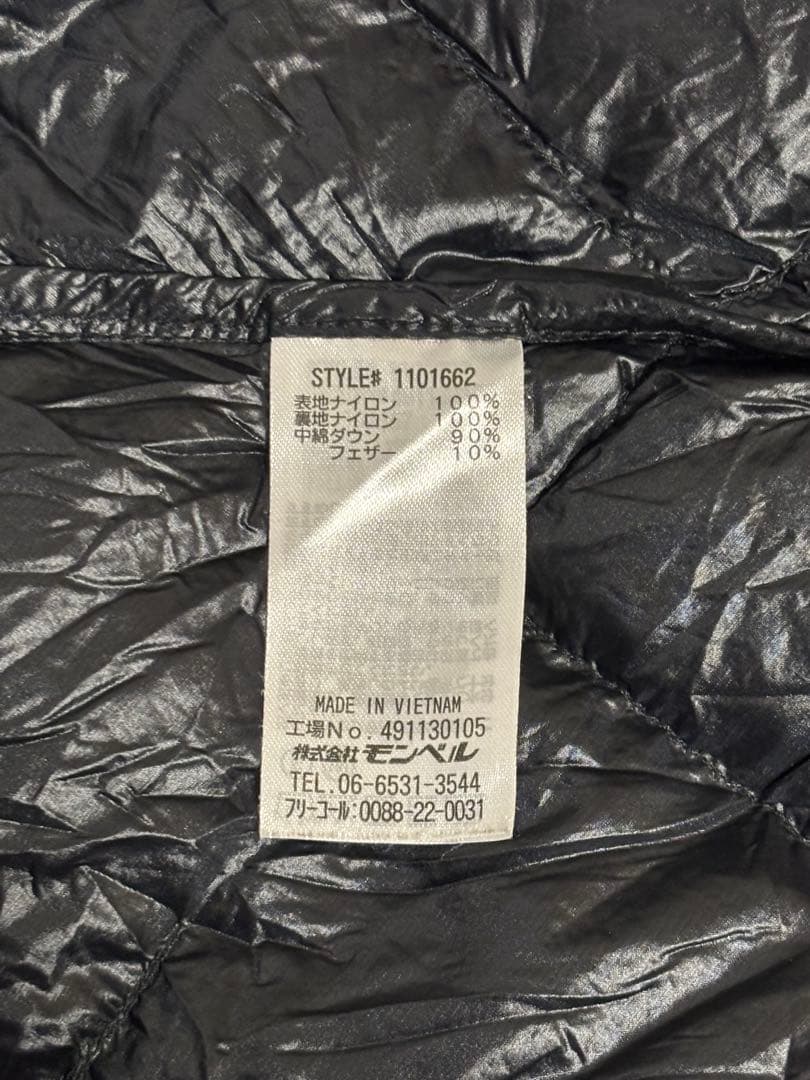 STYLE# 1101662
表地ナイロン 100%
裏地ナイロン 100%
中綿ダウン 90%
フェザー 10%
MADE IN VIETNAM
工場No. 491130105
株式会社 モンベル
TEL.06-6531-3544
フリーコール:0088-22-0031